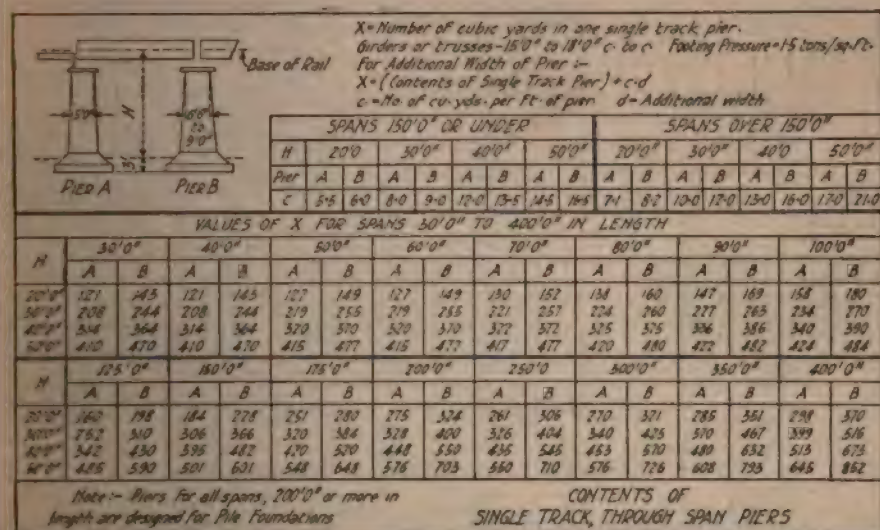 X = Number of cubic yards in one single track pier.
Girders or trusses - 15'0" to 18'0" c. to c. Footing Pressure = 1.5 tons/sq.ft.
For Additional Width of Pier :-
X = (Contents of Single Track Pier) + c.d
c = No. of cu. yds. per Ft. of pier d = Additional width
Base of Rail
H
5'0"
6'6" to 9'0"
3'
PIER A PIER B
SPANS 150'0" OR UNDER SPANS OVER 150'0"
H 20'0 30'0" 40'0" 50'0" 20'0" 30'0" 40'0 50'0"
Pier A B A B A B A B A B A B A B A B
C 5.5 6.0 8.0 9.0 12.0 13.5 14.5 16.5 7.1 8.2 10.0 12.0 13.0 16.0 17.0 21.0
VALUES OF X FOR SPANS 30'0" TO 400'0" IN LENGTH
H 30'0" 40'0" 50'0" 60'0" 70'0" 80'0" 90'0" 100'0"
A B A B A B A B A B A B A B A B
20'0" 121 145 121 145 127 149 127 149 130 152 138 160 147 169 158 180
30'0" 208 244 208 244 219 255 219 255 221 257 224 260 227 263 234 270
40'0" 314 364 314 364 320 370 320 370 322 372 325 375 336 386 340 390
50'0" 410 470 410 470 415 477 415 477 417 477 420 480 422 482 424 484
H 125'0" 150'0" 175'0" 200'0" 250'0 300'0" 350'0" 400'0"
A B A B A B A B A B A B A B A B
20'0" 160 198 184 228 251 280 275 324 261 306 270 321 285 351 298 370
30'0" 252 310 306 366 320 384 328 400 326 404 340 425 370 467 399 516
40'0" 342 430 395 482 420 520 448 550 435 545 453 570 480 632 513 673
50'0" 485 590 501 601 548 648 576 703 550 710 576 726 608 793 645 852
Note :- Piers for all spans, 200'0" or more in
length are designed for Pile Foundations
CONTENTS OF
SINGLE TRACK, THROUGH SPAN PIERS